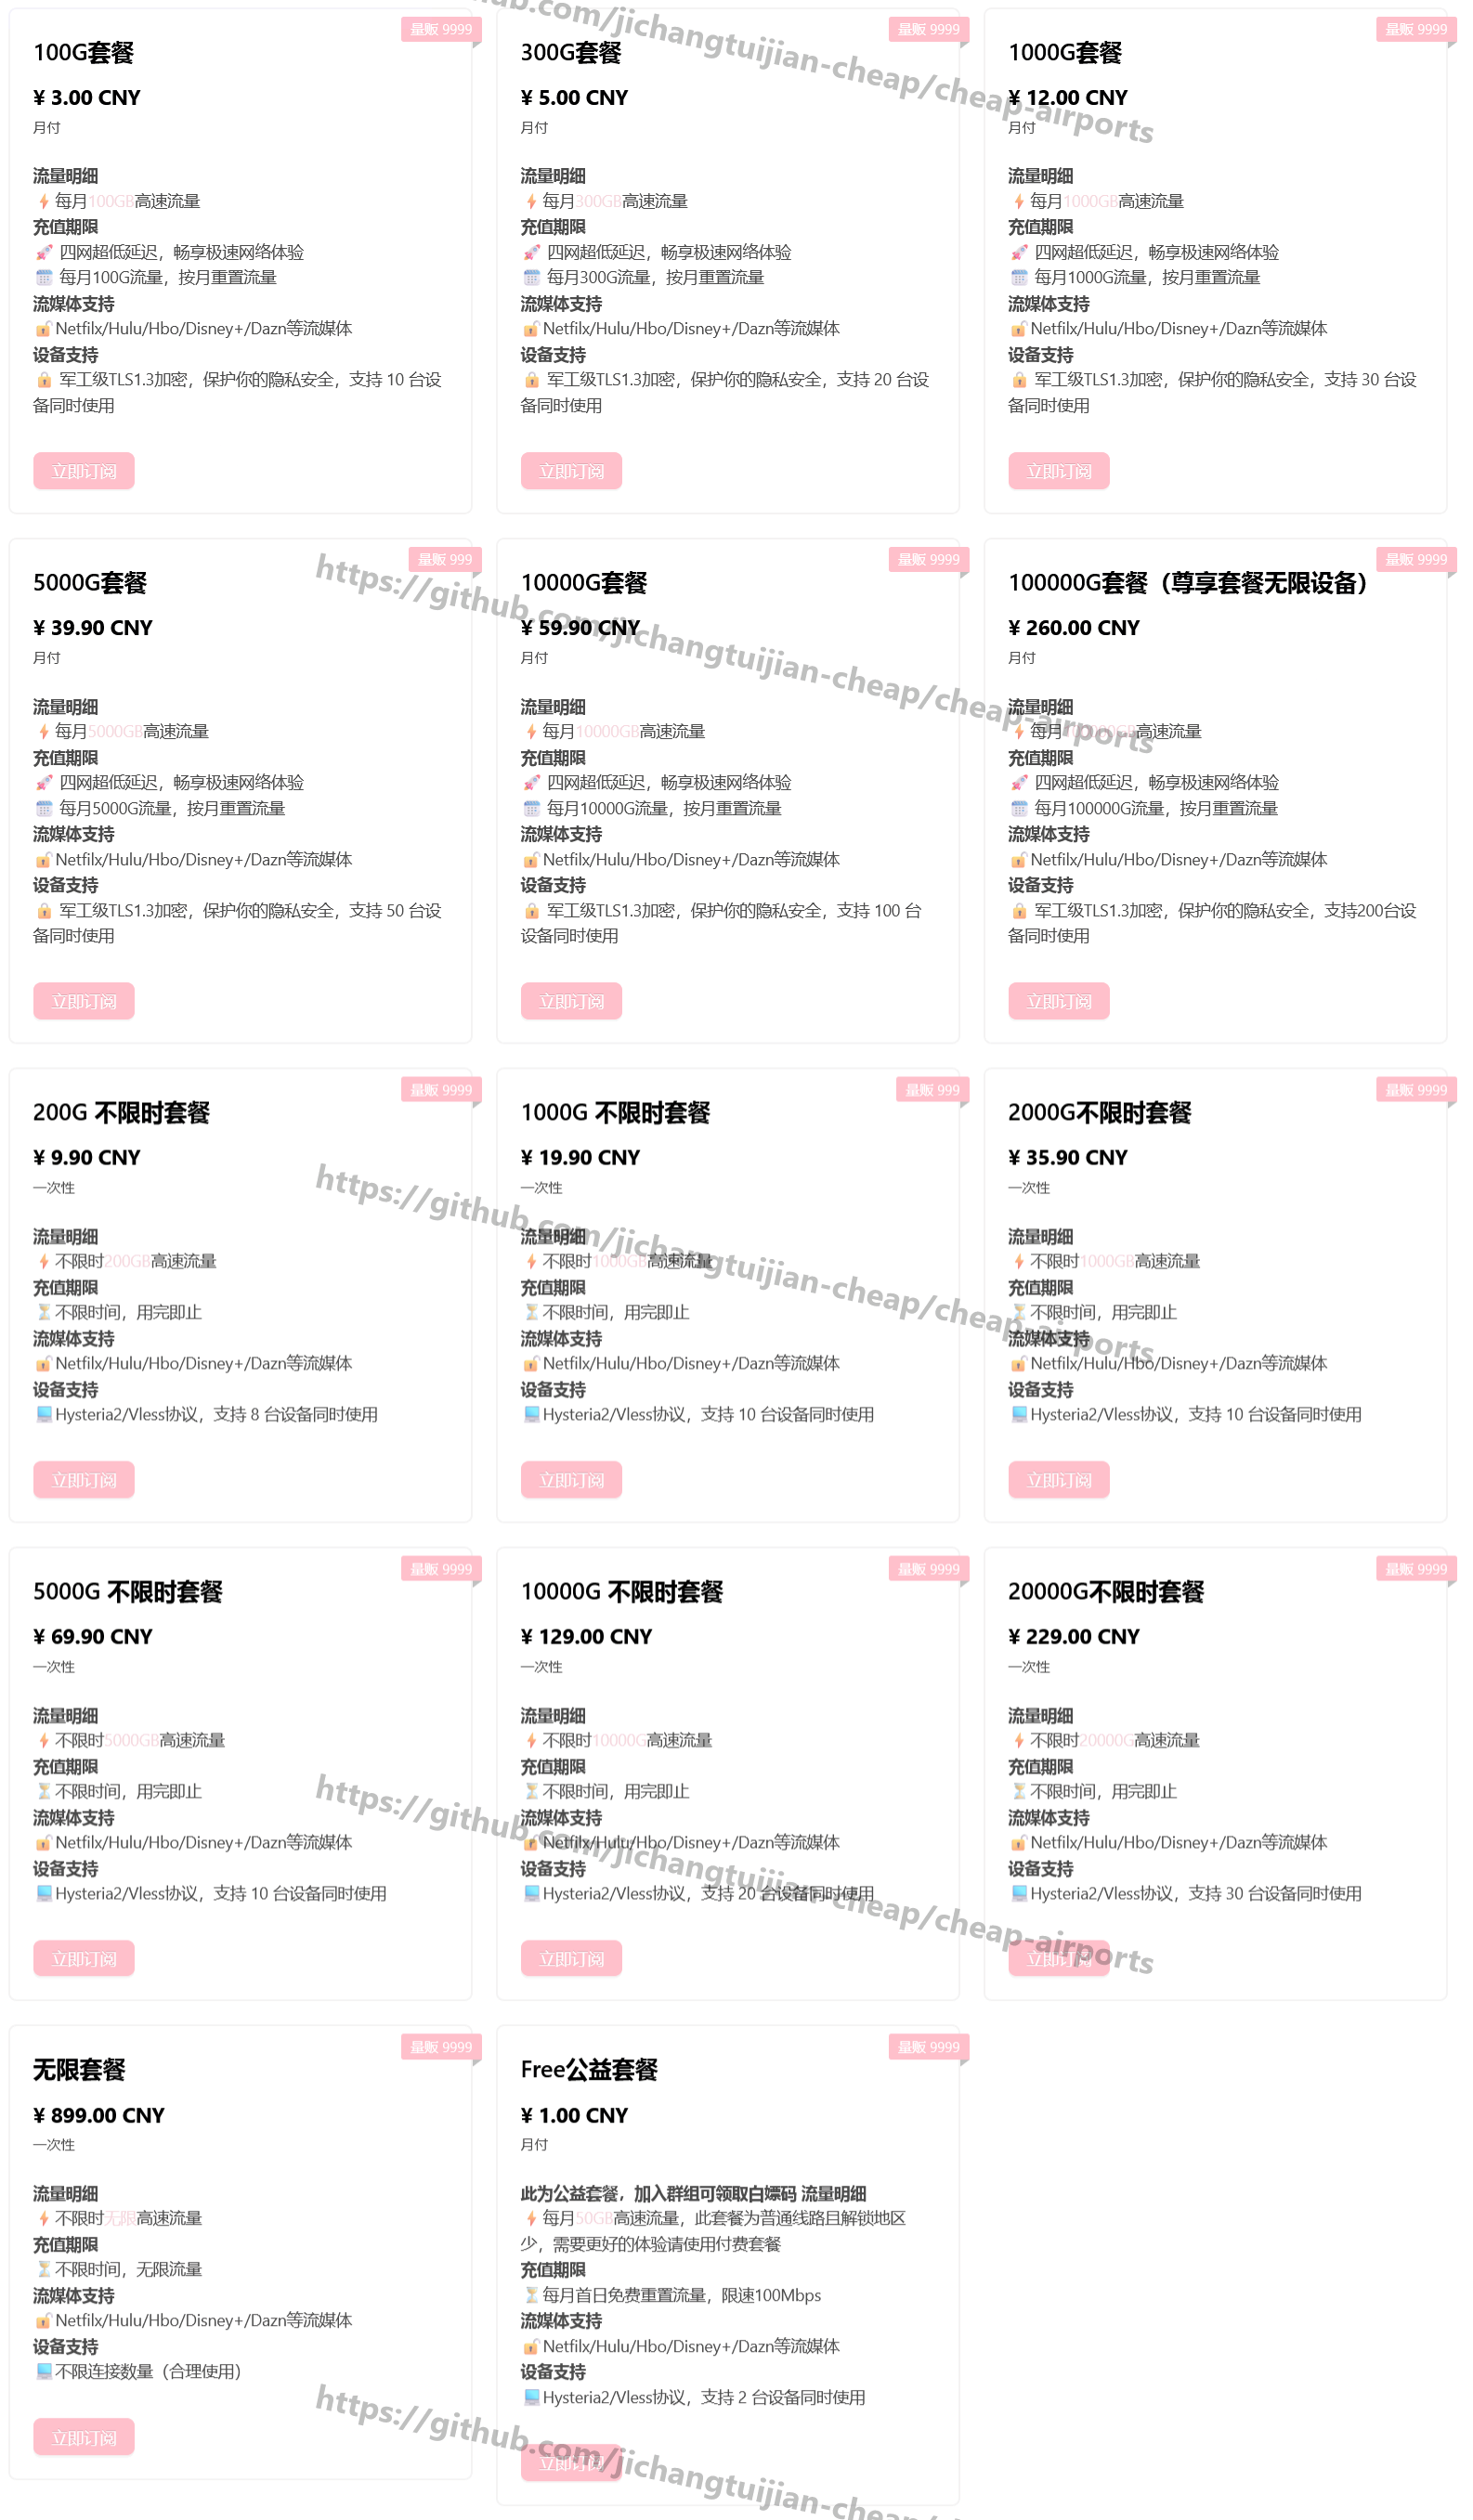 量贩 9999
100G套餐
¥ 3.00 CNY
月付
流量明细
⚡每月100GB高速流量
充值期限
🚀 四网超低延迟，畅享极速网络体验
🗓️ 每月100G流量，按月重置流量
流媒体支持
🔓Netfilx/Hulu/Hbo/Disney+/Dazn等流媒体
设备支持
🔒 军工级TLS1.3加密，保护你的隐私安全，支持 10 台设
备同时使用
立即订阅
量贩 9999
300G套餐
¥ 5.00 CNY
月付
流量明细
⚡每月300GB高速流量
充值期限
🚀 四网超低延迟，畅享极速网络体验
🗓️ 每月300G流量，按月重置流量
流媒体支持
🔓Netfilx/Hulu/Hbo/Disney+/Dazn等流媒体
设备支持
🔒 军工级TLS1.3加密，保护你的隐私安全，支持 20 台设
备同时使用
立即订阅
量贩 9999
1000G套餐
¥ 12.00 CNY
月付
流量明细
⚡每月1000GB高速流量
充值期限
🚀 四网超低延迟，畅享极速网络体验
🗓️ 每月1000G流量，按月重置流量
流媒体支持
🔓Netfilx/Hulu/Hbo/Disney+/Dazn等流媒体
设备支持
🔒 军工级TLS1.3加密，保护你的隐私安全，支持 30 台设
备同时使用
立即订阅
hub.com/jichangtuijian-cheap/cheap-airports
量贩 999
5000G套餐
¥ 39.90 CNY
月付
流量明细
⚡每月5000GB高速流量
充值期限
🚀 四网超低延迟，畅享极速网络体验
🗓️ 每月5000G流量，按月重置流量
流媒体支持
🔓Netfilx/Hulu/Hbo/Disney+/Dazn等流媒体
设备支持
🔒 军工级TLS1.3加密，保护你的隐私安全，支持 50 台设
备同时使用
立即订阅
量贩 9999
10000G套餐
¥ 59.90 CNY
月付
流量明细
⚡每月10000GB高速流量
充值期限
🚀 四网超低延迟，畅享极速网络体验
🗓️ 每月10000G流量，按月重置流量
流媒体支持
🔓Netfilx/Hulu/Hbo/Disney+/Dazn等流媒体
设备支持
🔒 军工级TLS1.3加密，保护你的隐私安全，支持 100 台
设备同时使用
立即订阅
量贩 9999
100000G套餐（尊享套餐无限设备）
¥ 260.00 CNY
月付
流量明细
⚡每月100000GB高速流量
充值期限
🚀 四网超低延迟，畅享极速网络体验
🗓️ 每月100000G流量，按月重置流量
流媒体支持
🔓Netfilx/Hulu/Hbo/Disney+/Dazn等流媒体
设备支持
🔒 军工级TLS1.3加密，保护你的隐私安全，支持200台设
备同时使用
立即订阅
https://github.com/jichangtuijian-cheap/cheap-airports
量贩 9999
200G 不限时套餐
¥ 9.90 CNY
一次性
流量明细
⚡不限时200GB高速流量
充值期限
⏳不限时间，用完即止
流媒体支持
🔓Netfilx/Hulu/Hbo/Disney+/Dazn等流媒体
设备支持
💻Hysteria2/Vless协议，支持 8 台设备同时使用
立即订阅
量贩 999
1000G 不限时套餐
¥ 19.90 CNY
一次性
流量明细
⚡不限时1000GB高速流量
充值期限
⏳不限时间，用完即止
流媒体支持
🔓Netfilx/Hulu/Hbo/Disney+/Dazn等流媒体
设备支持
💻Hysteria2/Vless协议，支持 10 台设备同时使用
立即订阅
量贩 9999
2000G不限时套餐
¥ 35.90 CNY
一次性
流量明细
⚡不限时1000GB高速流量
充值期限
⏳不限时间，用完即止
流媒体支持
🔓Netfilx/Hulu/Hbo/Disney+/Dazn等流媒体
设备支持
💻Hysteria2/Vless协议，支持 10 台设备同时使用
立即订阅
https://github.com/jichangtuijian-cheap/cheap-airports
量贩 9999
5000G 不限时套餐
¥ 69.90 CNY
一次性
流量明细
⚡不限时5000GB高速流量
充值期限
⏳不限时间，用完即止
流媒体支持
🔓Netfilx/Hulu/Hbo/Disney+/Dazn等流媒体
设备支持
💻Hysteria2/Vless协议，支持 10 台设备同时使用
立即订阅
量贩 9999
10000G 不限时套餐
¥ 129.00 CNY
一次性
流量明细
⚡不限时10000G高速流量
充值期限
⏳不限时间，用完即止
流媒体支持
🔓Netfilx/Hulu/Hbo/Disney+/Dazn等流媒体
设备支持
💻Hysteria2/Vless协议，支持 20 台设备同时使用
立即订阅
量贩 9999
20000G不限时套餐
¥ 229.00 CNY
一次性
流量明细
⚡不限时20000G高速流量
充值期限
⏳不限时间，用完即止
流媒体支持
🔓Netfilx/Hulu/Hbo/Disney+/Dazn等流媒体
设备支持
💻Hysteria2/Vless协议，支持 30 台设备同时使用
立即订阅
https://github.com/jichangtuijian-cheap/cheap-airports
量贩 9999
无限套餐
¥ 899.00 CNY
一次性
流量明细
⚡不限时无限高速流量
充值期限
⏳不限时间，无限流量
流媒体支持
🔓Netfilx/Hulu/Hbo/Disney+/Dazn等流媒体
设备支持
💻不限连接数量（合理使用）
立即订阅
量贩 9999
Free公益套餐
¥ 1.00 CNY
月付
此为公益套餐，加入群组可领取白嫖码 流量明细
⚡每月50GB高速流量，此套餐为普通线路且解锁地区
少，需要更好的体验请使用付费套餐
充值期限
⏳每月首日免费重置流量，限速100Mbps
流媒体支持
🔓Netfilx/Hulu/Hbo/Disney+/Dazn等流媒体
设备支持
💻Hysteria2/Vless协议，支持 2 台设备同时使用
立即订阅
https://github.com/jichangtuijian-cheap/cheap-